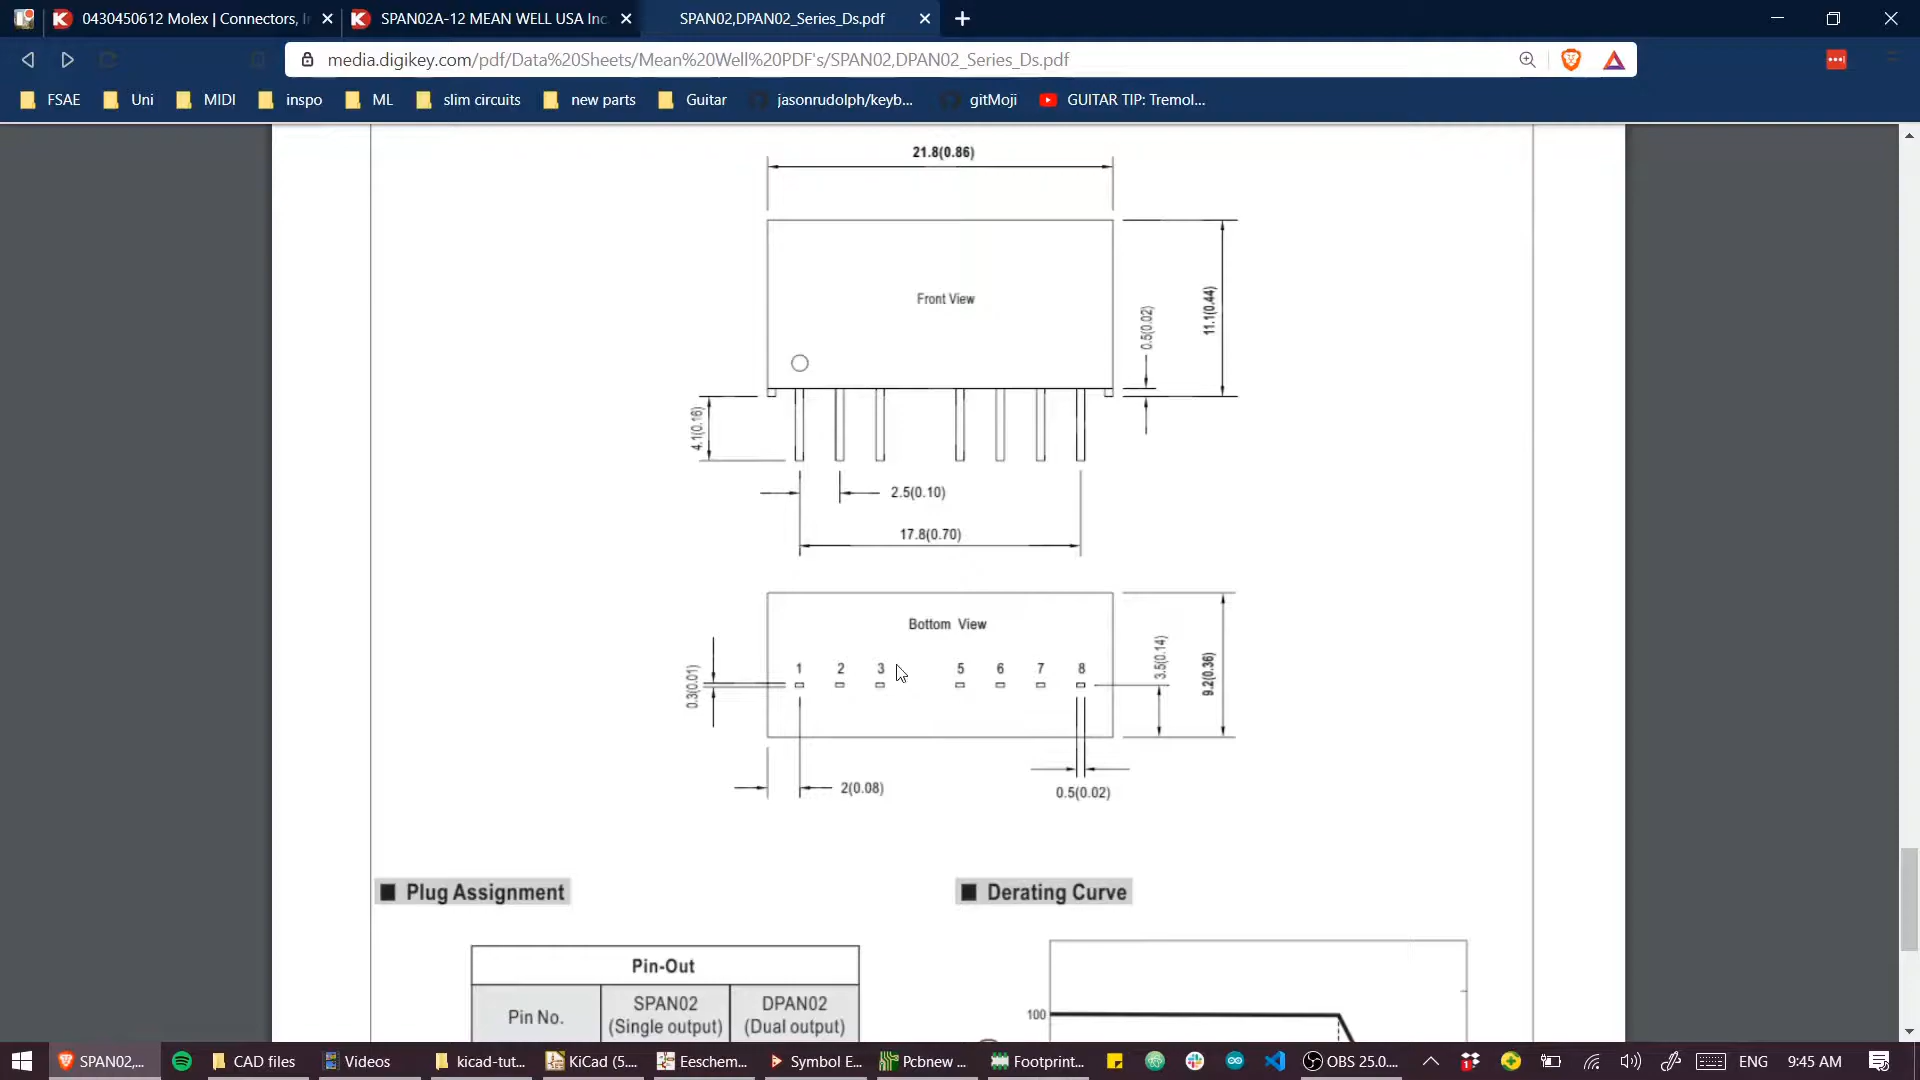 0430450612 Molex | Connectors, I
SPAN02A-12 MEAN WELL USA Inc
SPAN02,DPAN02_Series_Ds.pdf
media.digikey.com/pdf/Data%20Sheets/Mean%20Well%20PDF's/SPAN02,DPAN02_Series_Ds.pdf
FSAE
Uni
MIDI
inspo
ML
slim circuits
new parts
Guitar
jasonrudolph/keyb...
gitMoji
GUITAR TIP: Tremol...
21.8(0.86)
Front View
0.5(0.02)
11.1(0.44)
4.1(0.16)
2.5(0.10)
17.8(0.70)
Bottom View
1 2 3 5 6 7 8
0.3(0.01)
3.5(0.14)
9.2(0.36)
2(0.08)
0.5(0.02)
■ Plug Assignment
■ Derating Curve
Pin-Out
Pin No.
SPAN02
(Single output)
DPAN02
(Dual output)
100
SPAN02,...
CAD files
Videos
kicad-tut...
KiCad (5....
Eeschem...
Symbol E...
Pcbnew ...
Footprint...
OBS 25.0....
ENG
9:45 AM